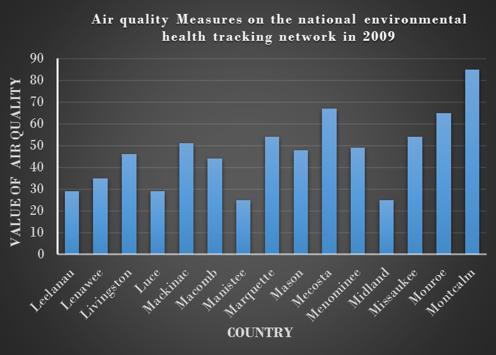 Air quality Measures on the national environmental
health tracking network in 2009
VALUE OF AIR QUALITY
90
80
70
60
50
40
30
20
10
0
Leelanau
Lenawee
Livingston
Luce
Mackinac
Macomb
Manistee
Marquette
Mason
Mecosta
Menominee
Midland
Missaukee
Monroe
Montcalm
COUNTRY